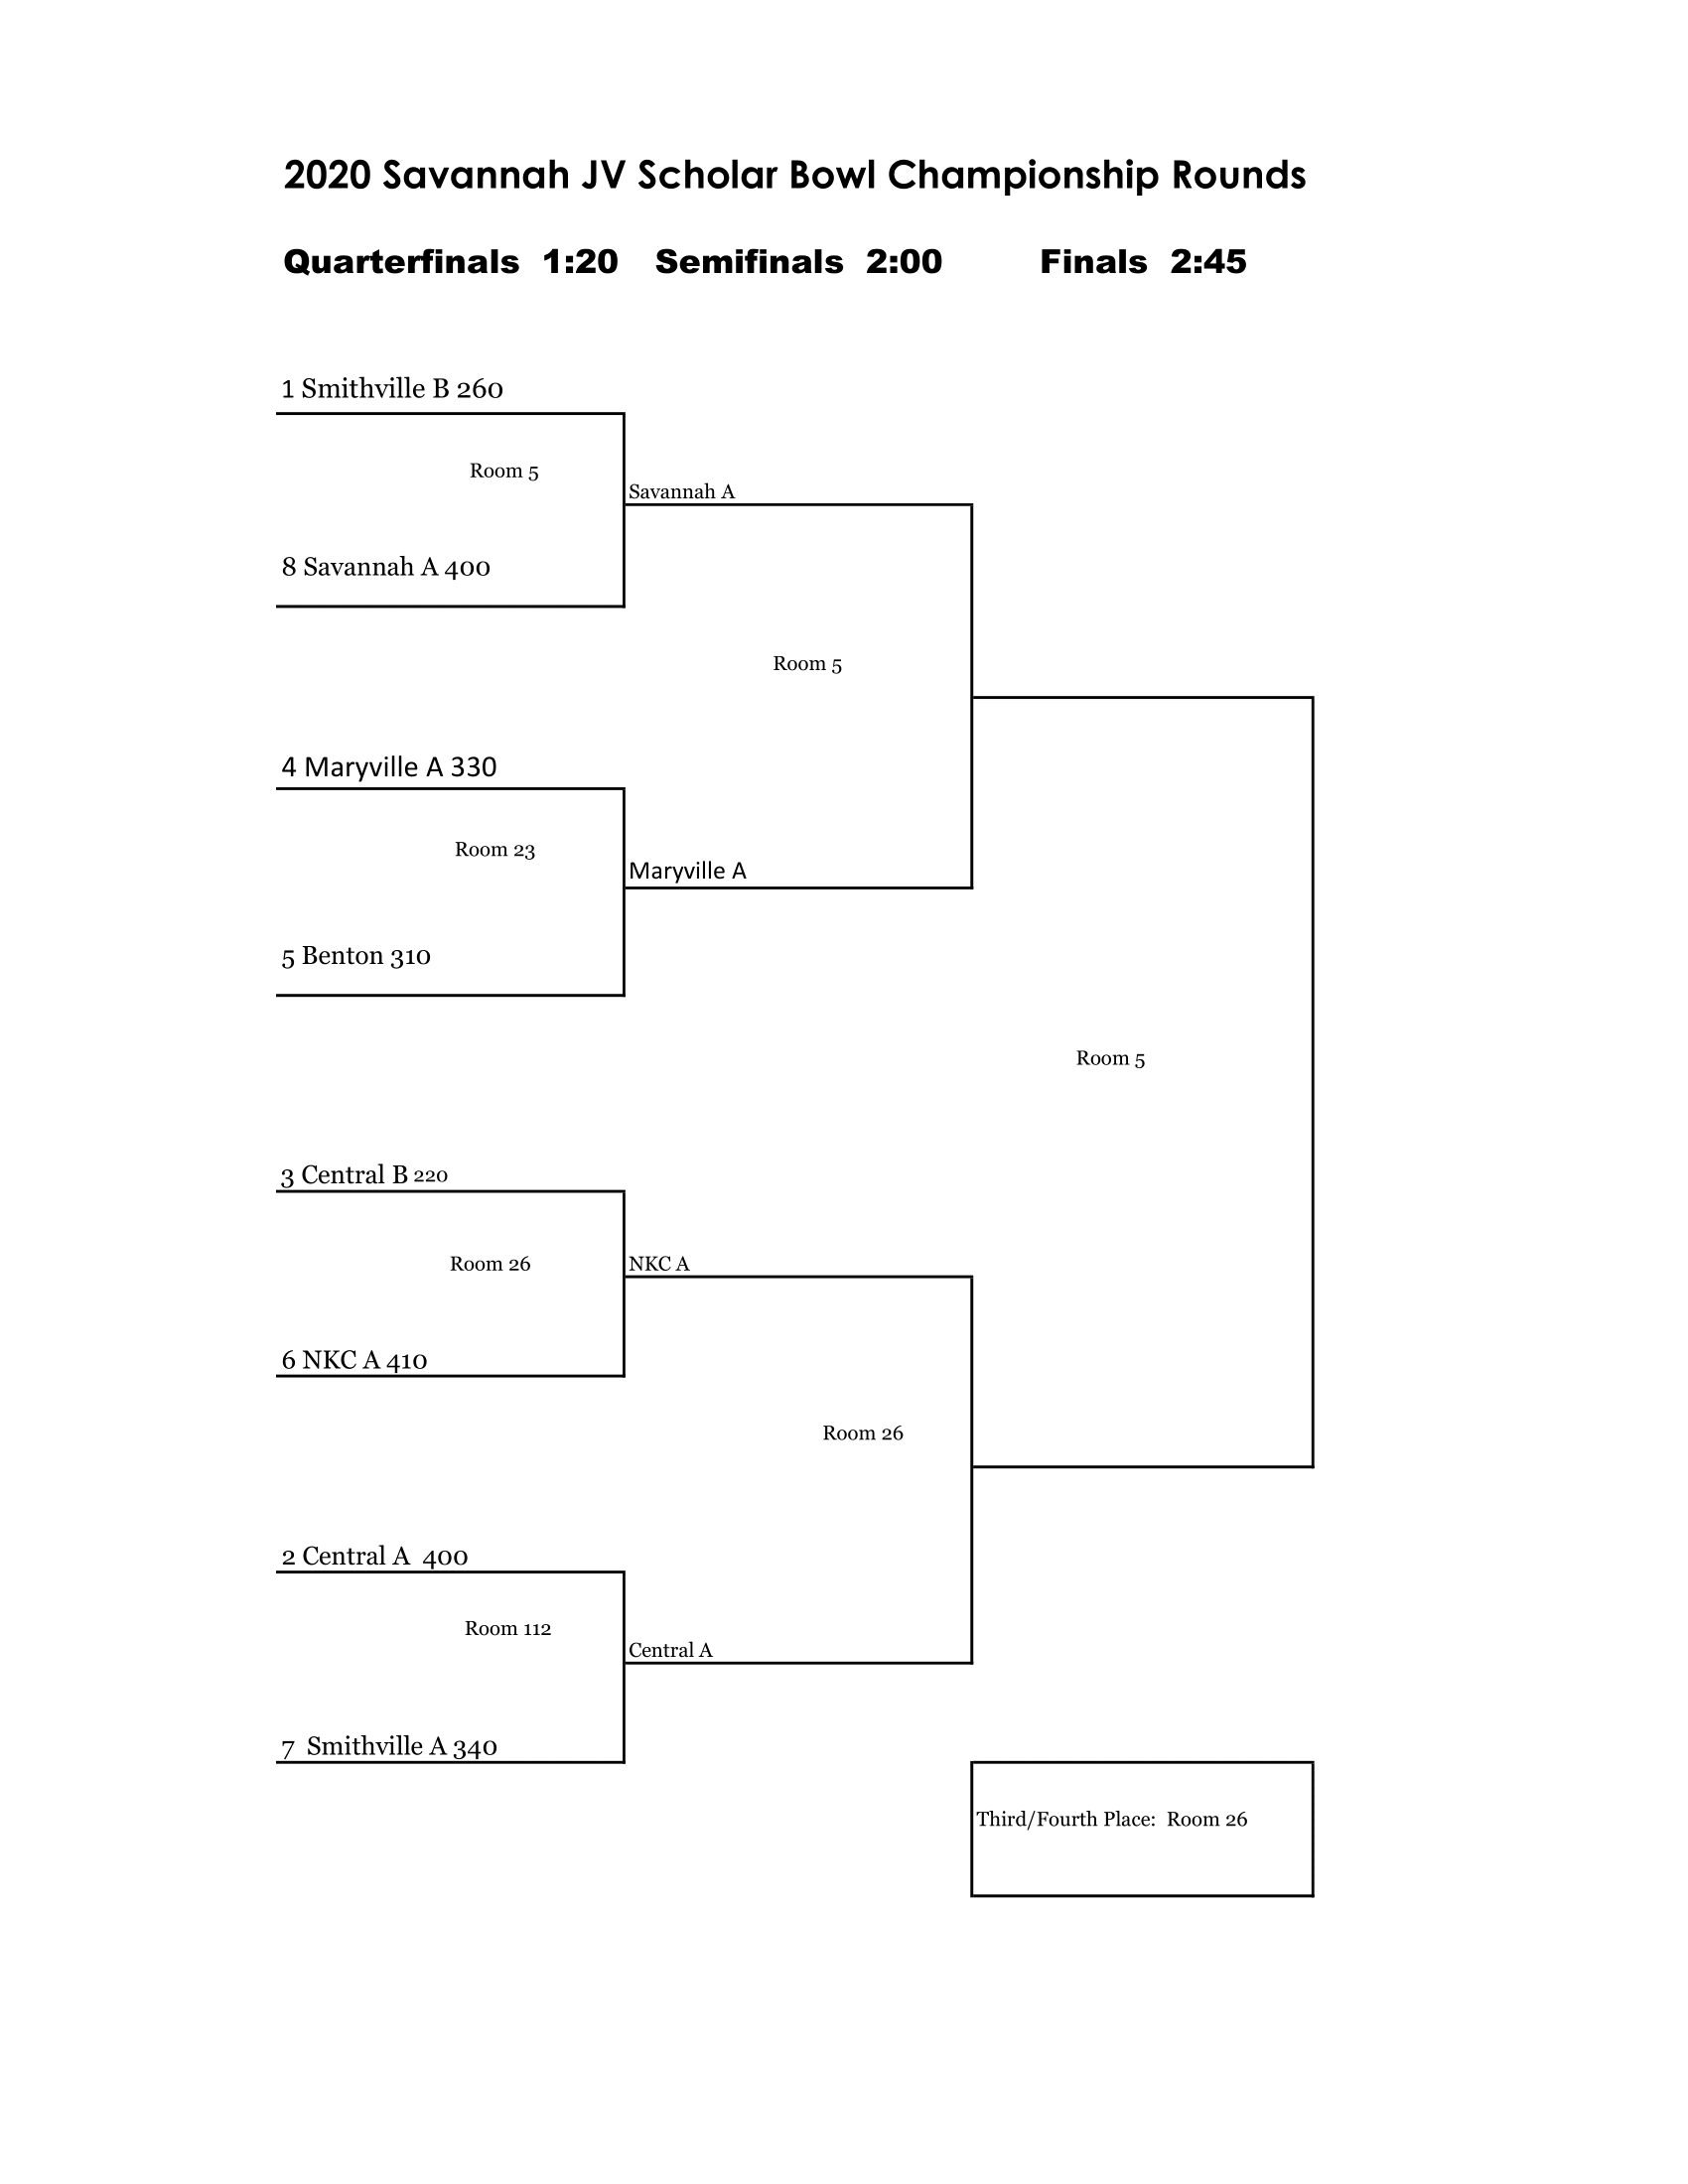 2020 Savannah JV Scholar Bowl Championship Rounds
Quarterfinals 1:20 Semifinals 2:00 Finals 2:45
1 Smithville B 260
Room 5
Savannah A
8 Savannah A 400
Room 5
4 Maryville A 330
Room 23
Maryville A
5 Benton 310
Room 5
3 Central B 220
Room 26
NKC A
6 NKC A 410
Room 26
2 Central A 400
Room 112
Central A
7 Smithville A 340
Third/Fourth Place: Room 26